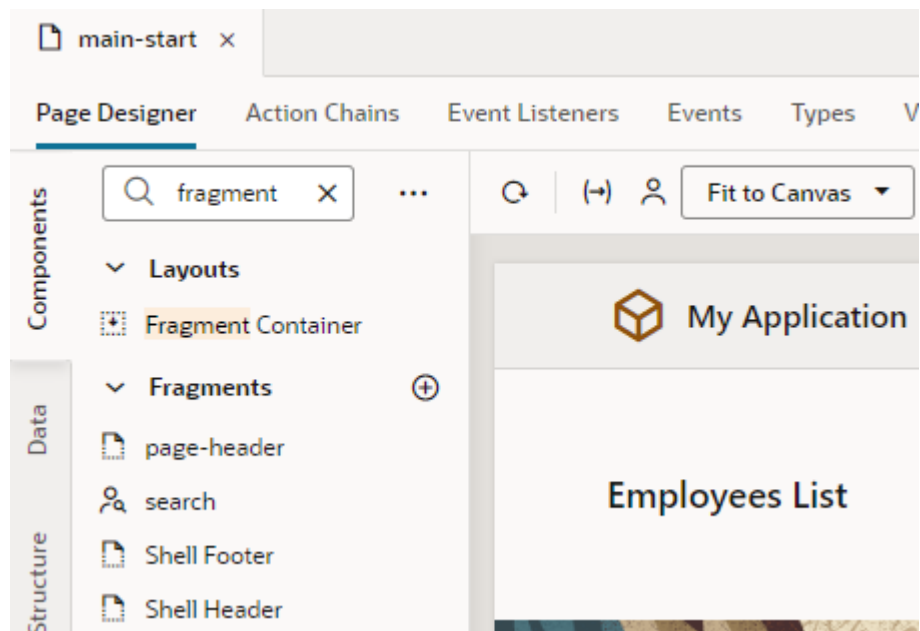 main-start
Page Designer Action Chains Event Listeners Events Types
Components
Data
Structure
fragment
Fit to Canvas
Layouts
Fragment Container
Fragments
page-header
search
Shell Footer
Shell Header
My Application
Employees List